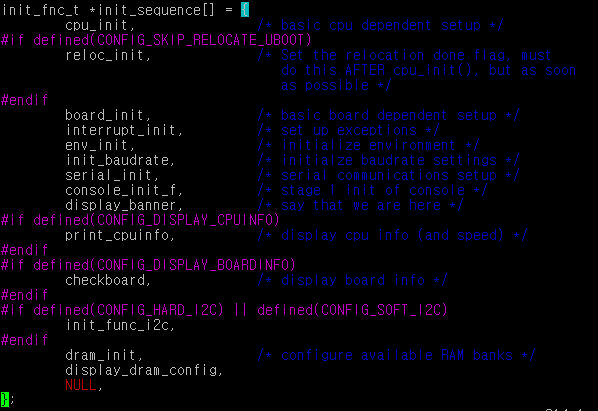 init_fnc_t *init_sequence[] = {
cpu_init, /* basic cpu dependent setup */
#if defined(CONFIG_SKIP_RELOCATE_UBOOT)
reloc_init, /* Set the relocation done flag, must
do this AFTER cpu_init(), but as soon
as possible */
#endif
board_init, /* basic board dependent setup */
interrupt_init, /* set up exceptions */
env_init, /* initialize environment */
init_baudrate, /* initialze baudrate settings */
serial_init, /* serial communications setup */
console_init_f, /* stage 1 init of console */
display_banner, /* say that we are here */
#if defined(CONFIG_DISPLAY_CPUINFO)
print_cpuinfo, /* display cpu info (and speed) */
#endif
#if defined(CONFIG_DISPLAY_BOARDINFO)
checkboard, /* display board info */
#endif
#if defined(CONFIG_HARD_I2C) || defined(CONFIG_SOFT_I2C)
init_func_i2c,
#endif
dram_init, /* configure available RAM banks */
display_dram_config,
NULL,
};